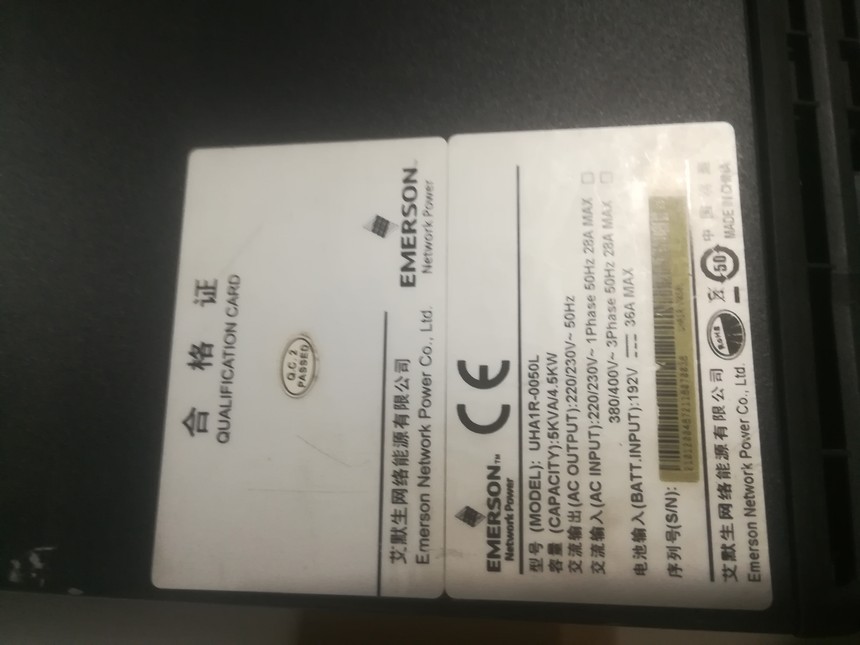 合格证
QUALIFICATION CARD
Q.C.2
PASSED
EMERSON™
Network Power
艾默生网络能源有限公司
Emerson Network Power Co., Ltd.
EMERSON™
Network Power
CE
型号 (MODEL): UHA1R-0050L
容量 (CAPACITY):5KVA/4.5KW
交流输出(AC OUTPUT):220/230V~ 50Hz
交流输入(AC INPUT):220/230V~ 1Phase 50Hz 28A MAX □
380/400V~ 3Phase 50Hz 28A MAX □
电池输入(BATT.INPUT):192V ⎓ 36A MAX
序列号(S/N):
RoHS
50
中国制造
MADE IN CHINA
艾默生网络能源有限公司
Emerson Network Power Co., Ltd.